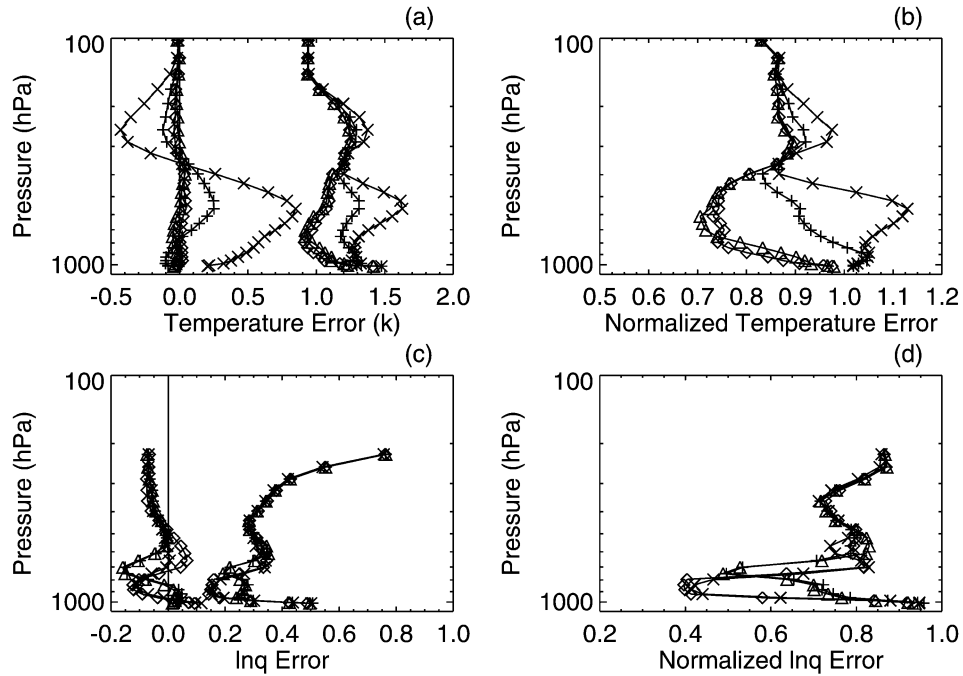 (a)
(b)
Pressure (hPa)
100
1000
-0.5 0.0 0.5 1.0 1.5 2.0
Temperature Error (k)
Pressure (hPa)
100
1000
0.5 0.6 0.7 0.8 0.9 1.0 1.1 1.2
Normalized Temperature Error
(c)
(d)
Pressure (hPa)
100
1000
-0.2 0.0 0.2 0.4 0.6 0.8 1.0
lnq Error
Pressure (hPa)
100
1000
0.2 0.4 0.6 0.8 1.0
Normalized lnq Error